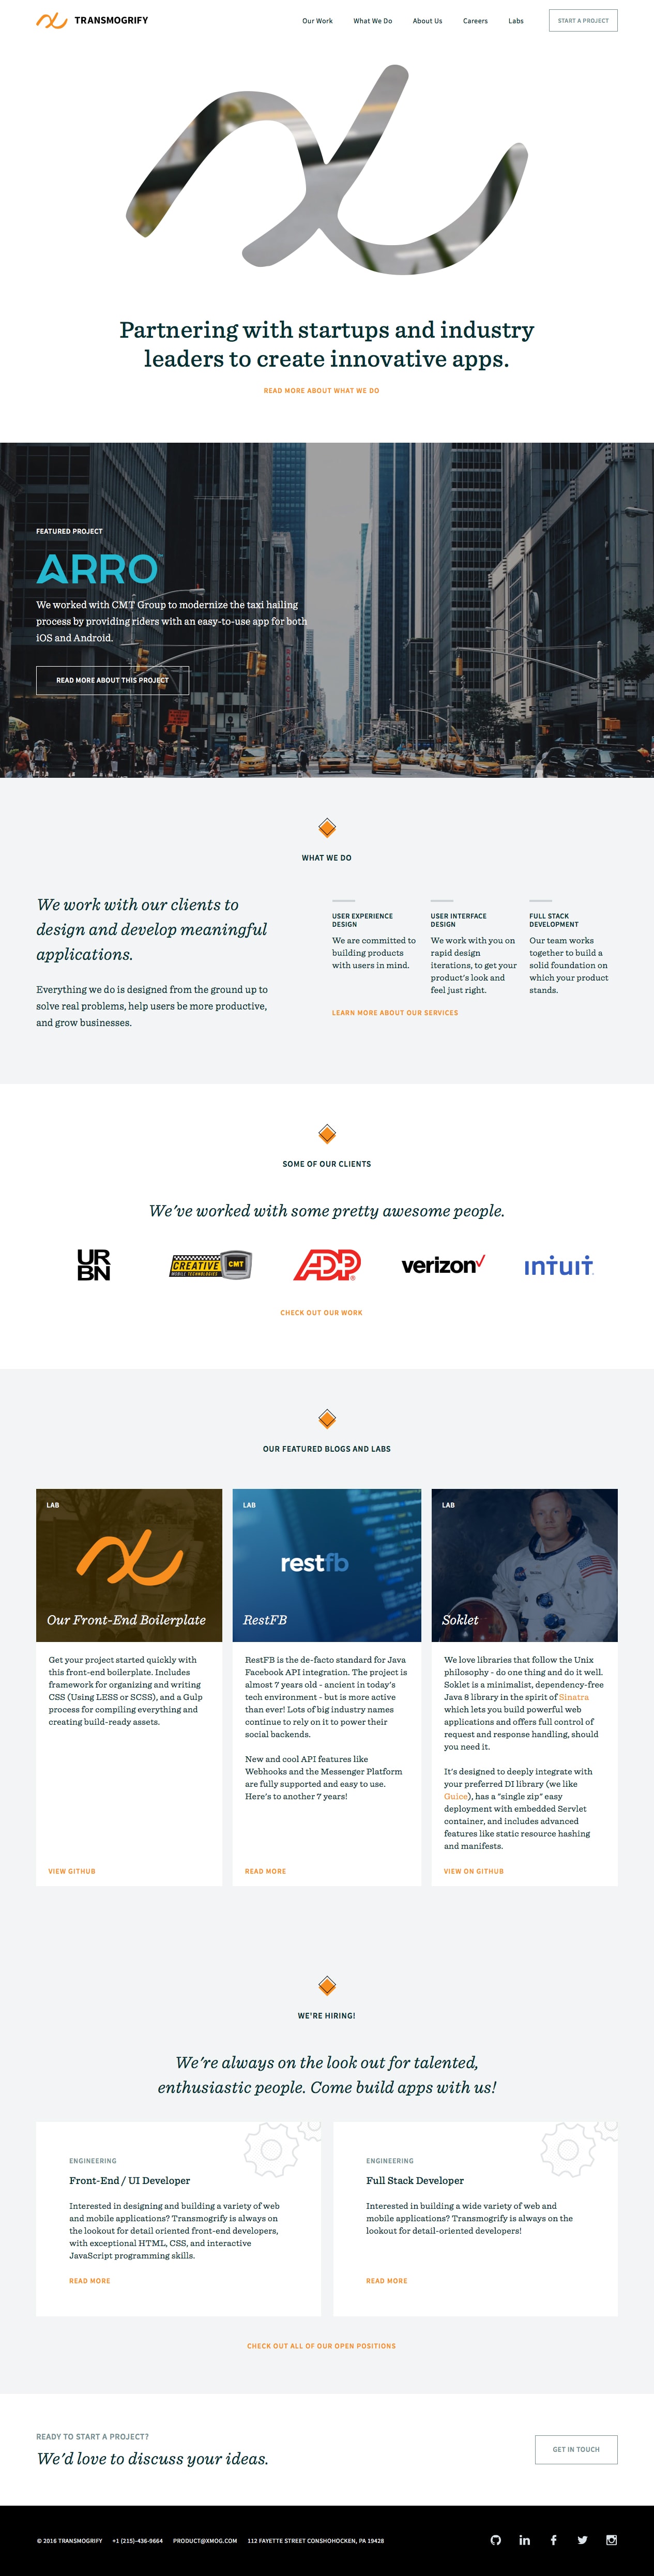 TRANSMOGRIFY
Our Work
What We Do
About Us
Careers
Labs
START A PROJECT
Partnering with startups and industry
leaders to create innovative apps.
READ MORE ABOUT WHAT WE DO
FEATURED PROJECT
ARRO
We worked with CMT Group to modernize the taxi hailing
process by providing riders with an easy-to-use app for both
iOS and Android.
READ MORE ABOUT THIS PROJECT
WHAT WE DO
We work with our clients to
design and develop meaningful
applications.
Everything we do is designed from the ground up to
solve real problems, help users be more productive,
and grow businesses.
USER EXPERIENCE
DESIGN
We are committed to
building products
with users in mind.
USER INTERFACE
DESIGN
We work with you on
rapid design
iterations, to get your
product's look and
feel just right.
FULL STACK
DEVELOPMENT
Our team works
together to build a
solid foundation on
which your product
stands.
LEARN MORE ABOUT OUR SERVICES
SOME OF OUR CLIENTS
We've worked with some pretty awesome people.
UR
BN
CREATIVE
MOBILE TECHNOLOGIES
CMT
ADP
verizon
intuit
CHECK OUT OUR WORK
OUR FEATURED BLOGS AND LABS
LAB
Our Front-End Boilerplate
Get your project started quickly with
this front-end boilerplate. Includes
framework for organizing and writing
CSS (Using LESS or SCSS), and a Gulp
process for compiling everything and
creating build-ready assets.
VIEW GITHUB
LAB
restfb
RestFB
RestFB is the de-facto standard for Java
Facebook API integration. The project is
almost 7 years old - ancient in today's
tech environment - but is more active
than ever! Lots of big industry names
continue to rely on it to power their
social backends.
New and cool API features like
Webhooks and the Messenger Platform
are fully supported and easy to use.
Here's to another 7 years!
READ MORE
LAB
Soklet
We love libraries that follow the Unix
philosophy - do one thing and do it well.
Soklet is a minimalist, dependency-free
Java 8 library in the spirit of Sinatra
which lets you build powerful web
applications and offers full control of
request and response handling, should
you need it.
It's designed to deeply integrate with
your preferred DI library (we like
Guice), has a "single zip" easy
deployment with embedded Servlet
container, and includes advanced
features like static resource hashing
and manifests.
VIEW ON GITHUB
WE'RE HIRING!
We're always on the look out for talented,
enthusiastic people. Come build apps with us!
ENGINEERING
Front-End / UI Developer
Interested in designing and building a variety of web
and mobile applications? Transmogrify is always on
the lookout for detail oriented front-end developers,
with exceptional HTML, CSS, and interactive
JavaScript programming skills.
READ MORE
ENGINEERING
Full Stack Developer
Interested in building a wide variety of web and
mobile applications? Transmogrify is always on the
lookout for detail-oriented developers!
READ MORE
CHECK OUT ALL OF OUR OPEN POSITIONS
READY TO START A PROJECT?
We'd love to discuss your ideas.
GET IN TOUCH
© 2016 TRANSMOGRIFY
+1 (215)-436-9664
PRODUCT@XMOG.COM
112 FAYETTE STREET CONSHOHOCKEN, PA 19428